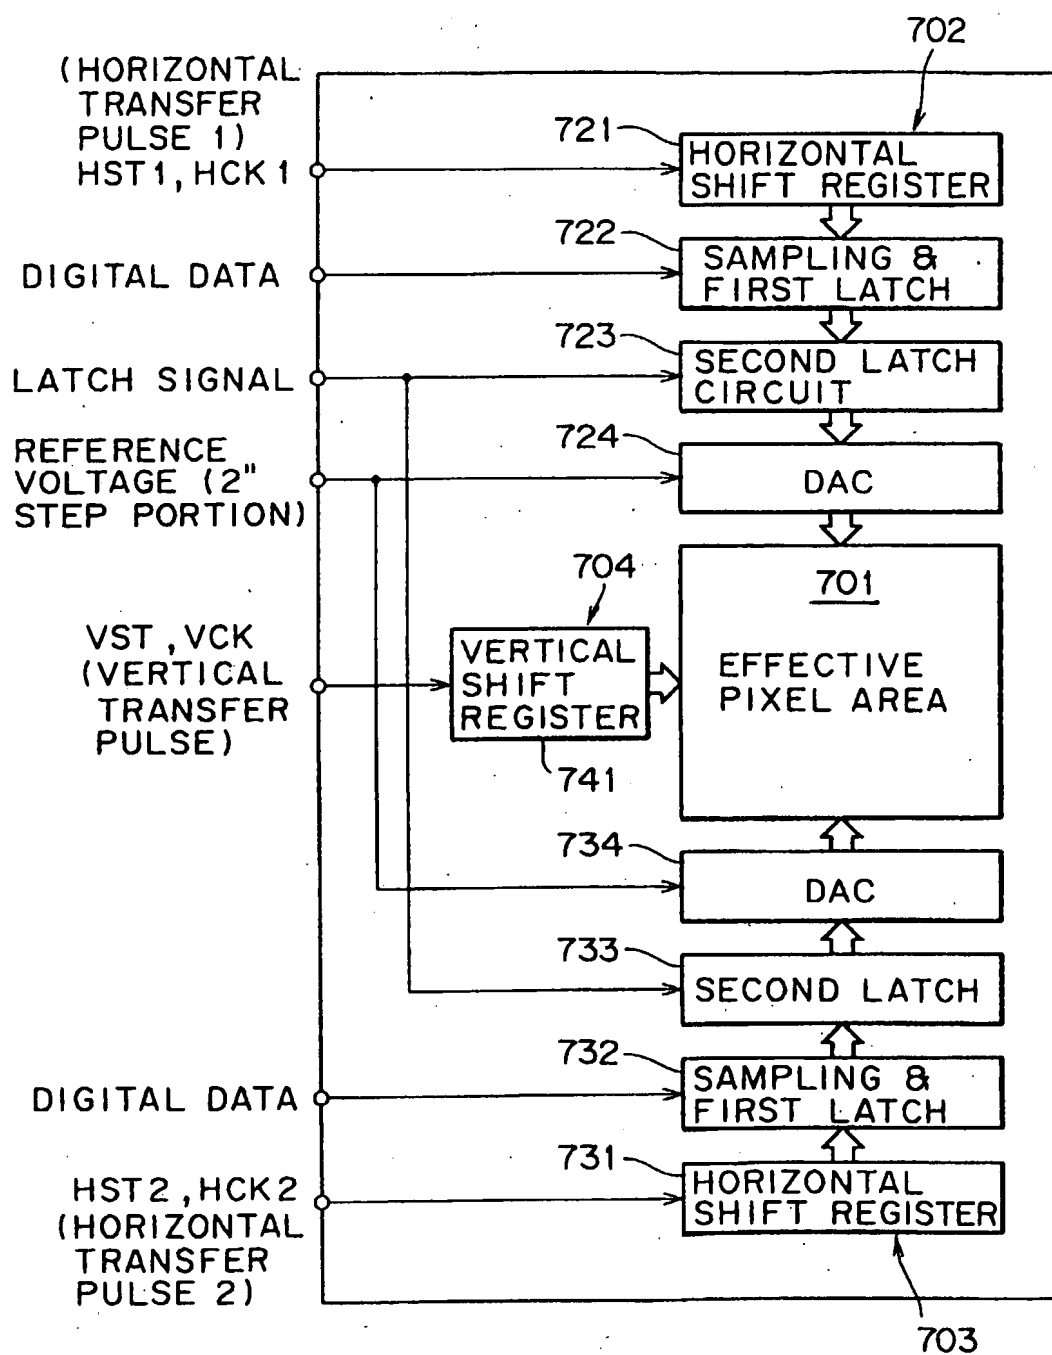 702
(HORIZONTAL
TRANSFER
PULSE 1)
HST1, HCK1
721
HORIZONTAL
SHIFT REGISTER
722
DIGITAL DATA
SAMPLING &
FIRST LATCH
723
LATCH SIGNAL
SECOND LATCH
CIRCUIT
724
REFERENCE
VOLTAGE (2"
STEP PORTION)
DAC
704
701
VST, VCK
(VERTICAL
TRANSFER
PULSE)
VERTICAL
SHIFT
REGISTER
741
EFFECTIVE
PIXEL AREA
734
DAC
733
SECOND LATCH
732
DIGITAL DATA
SAMPLING &
FIRST LATCH
731
HST2, HCK2
(HORIZONTAL
TRANSFER
PULSE 2)
HORIZONTAL
SHIFT REGISTER
703